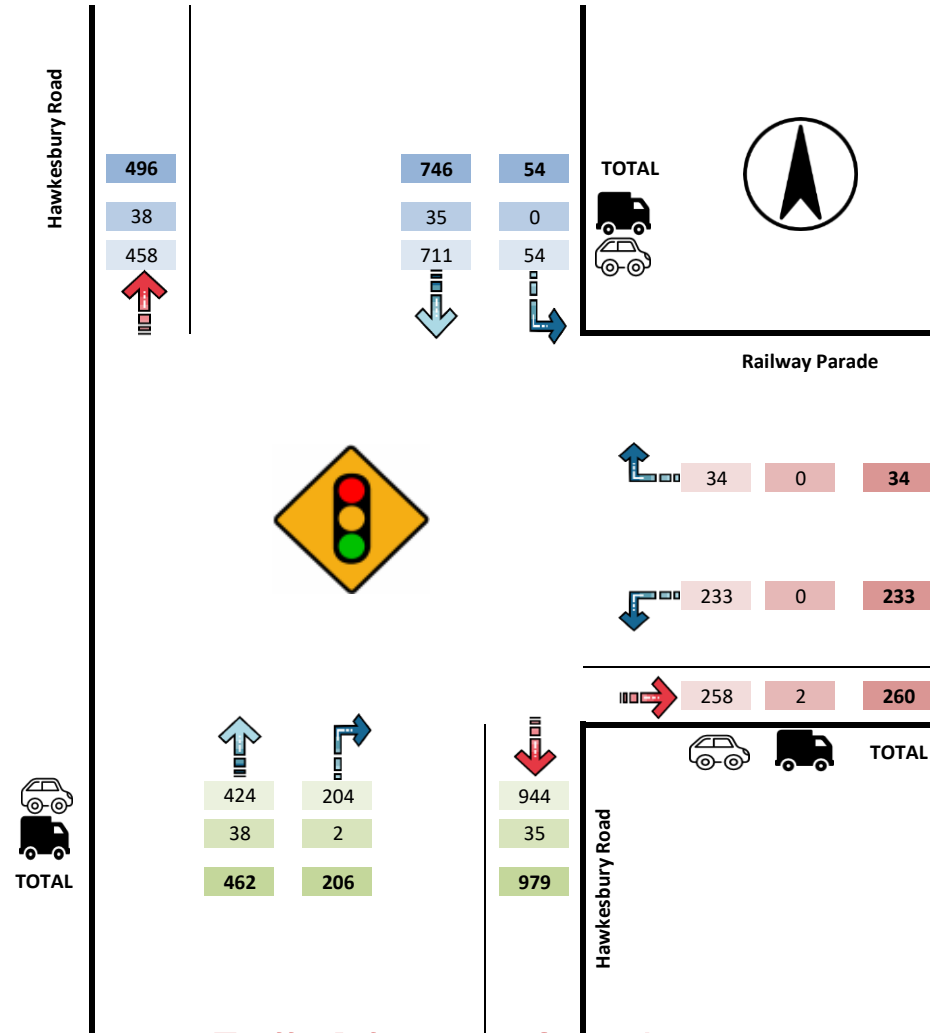 Hawkesbury Road
496 746 54 TOTAL
38 35 0
458 711 54
Railway Parade
34 0 34
233 0 233
258 2 260
TOTAL
424 204 944
38 2 35
TOTAL 462 206 979
Hawkesbury Road